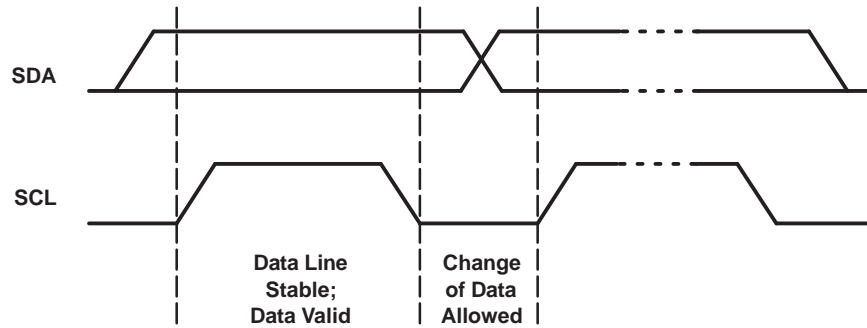 SDA
SCL
Data Line
Stable;
Data Valid
Change
of Data
Allowed